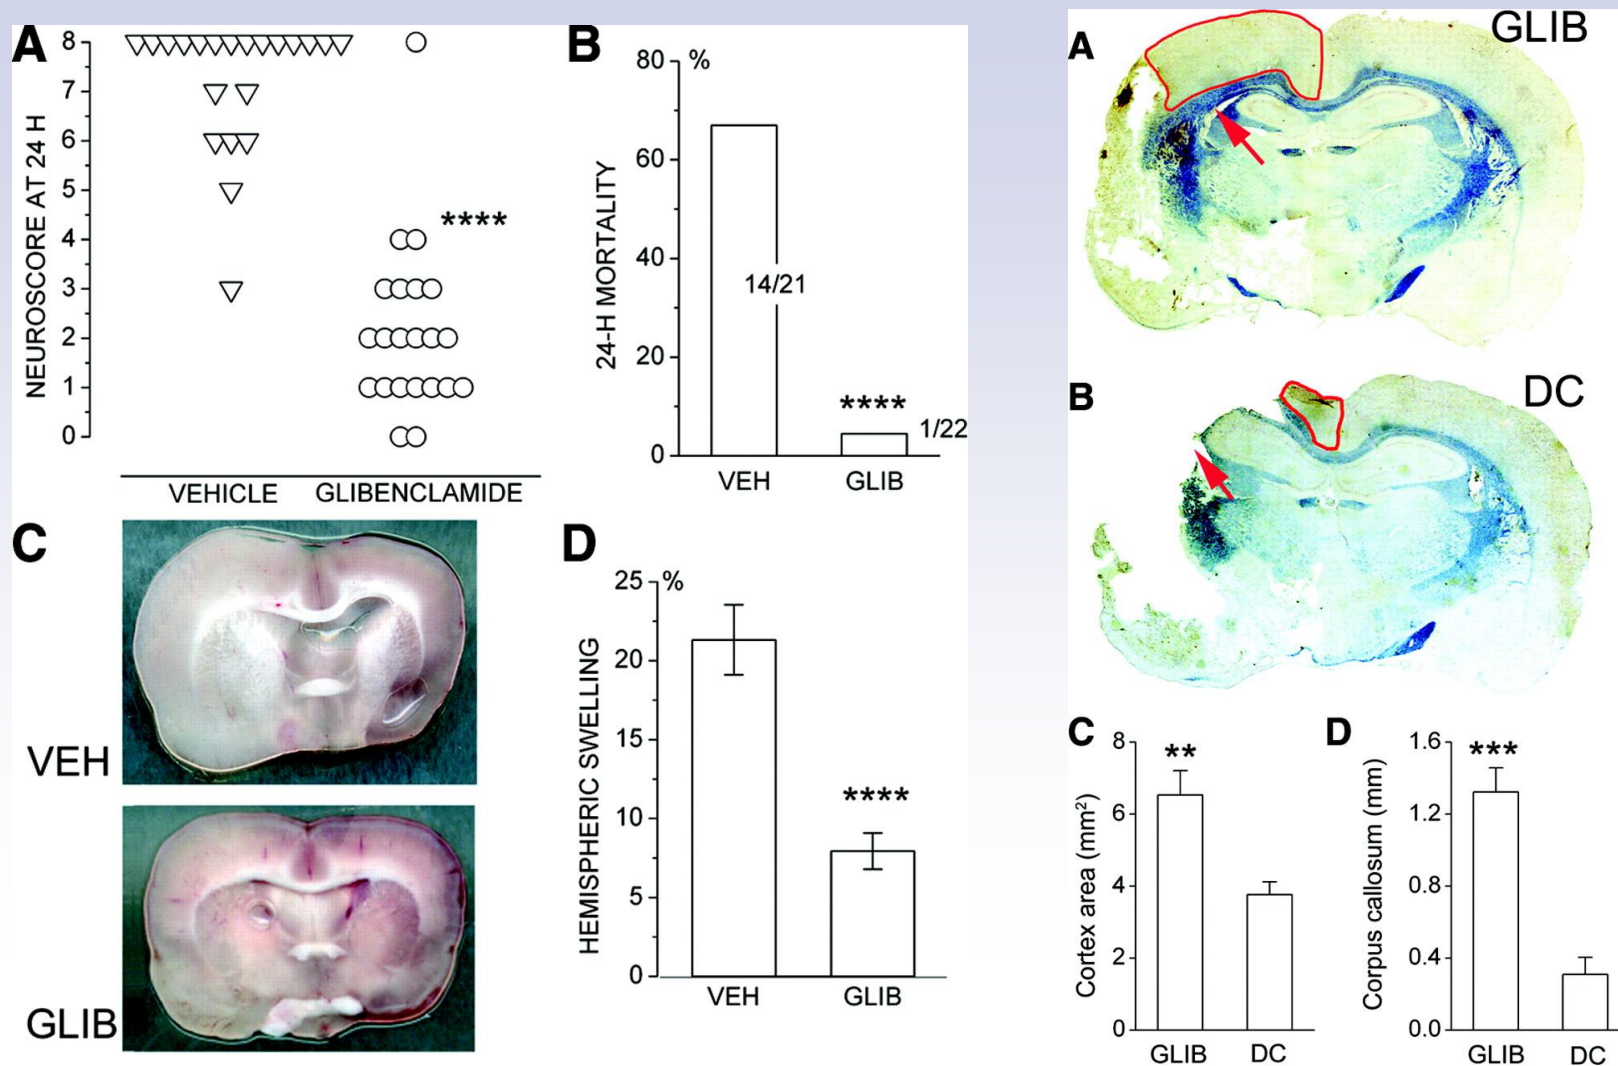 A
NEUROSCORE AT 24 H
8
7
6
5
4
3
2
1
0
****
VEHICLE GLIBENCLAMIDE
B
24-H MORTALITY
80 %
60
40
20
0
14/21
****
1/22
VEH GLIB
C
VEH
GLIB
D
HEMISPHERIC SWELLING
25 %
20
15
10
5
0
****
VEH GLIB
A
GLIB
B
DC
C
Cortex area (mm²)
8
6
4
2
0
**
GLIB DC
D
Corpus callosum (mm)
1.6
1.2
0.8
0.4
0.0
***
GLIB DC